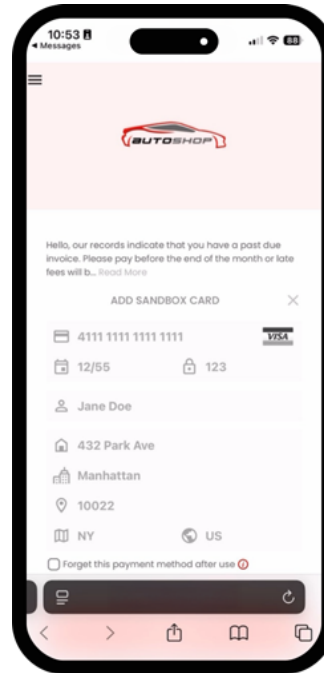 10:53
88
Messages
AUTOSHOP
Hello, our records indicate that you have a past due
invoice. Please pay before the end of the month or late
fees will b... Read More
ADD SANDBOX CARD
4111 1111 1111 1111 VISA
12/55 123
Jane Doe
432 Park Ave
Manhattan
10022
NY US
Forget this payment method after use